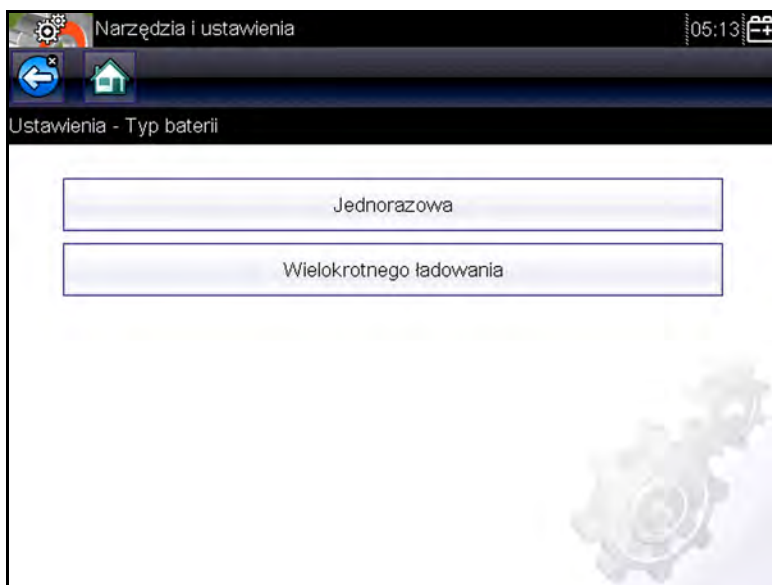 Narzędzia i ustawienia 05:13
Ustawienia - Typ baterii
Jednorazowa
Wielokrotnego ładowania